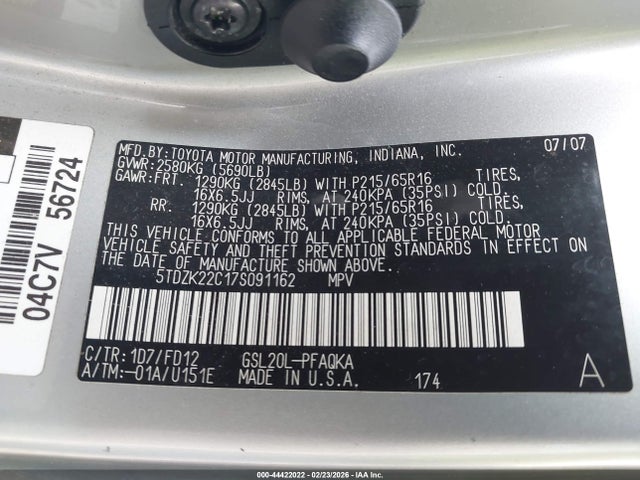 MFD. BY: TOYOTA MOTOR MANUFACTURING, INDIANA, INC. 07/07
GVWR: 2580KG (5690LB)
GAWR: FRT. 1290KG (2845LB) WITH P215/65R16 TIRES,
16X6.5JJ RIMS, AT 240KPA (35PSI) COLD.
RR. 1290KG (2845LB) WITH P215/65R16 TIRES,
16X6.5JJ RIMS, AT 240KPA (35PSI) COLD.
THIS VEHICLE CONFORMS TO ALL APPLICABLE FEDERAL MOTOR
VEHICLE SAFETY AND THEFT PREVENTION STANDARDS IN EFFECT ON
THE DATE OF MANUFACTURE SHOWN ABOVE.
5TDZK22C17S091162 MPV
C/TR: 1D7/FD12 GSL20L-PFAQKA
A/TM: -01A/U151E MADE IN U.S.A. 174 A
04C7V 56724
000-44422022 - 02/23/2026 - IAA Inc.